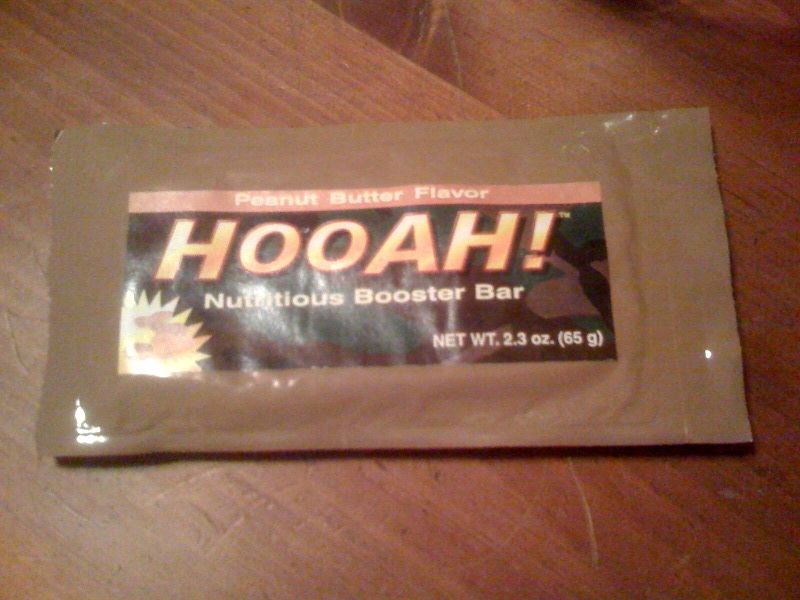 Peanut Butter Flavor
HOOAH!™
Nutritious Booster Bar
NET WT. 2.3 oz. (65 g)